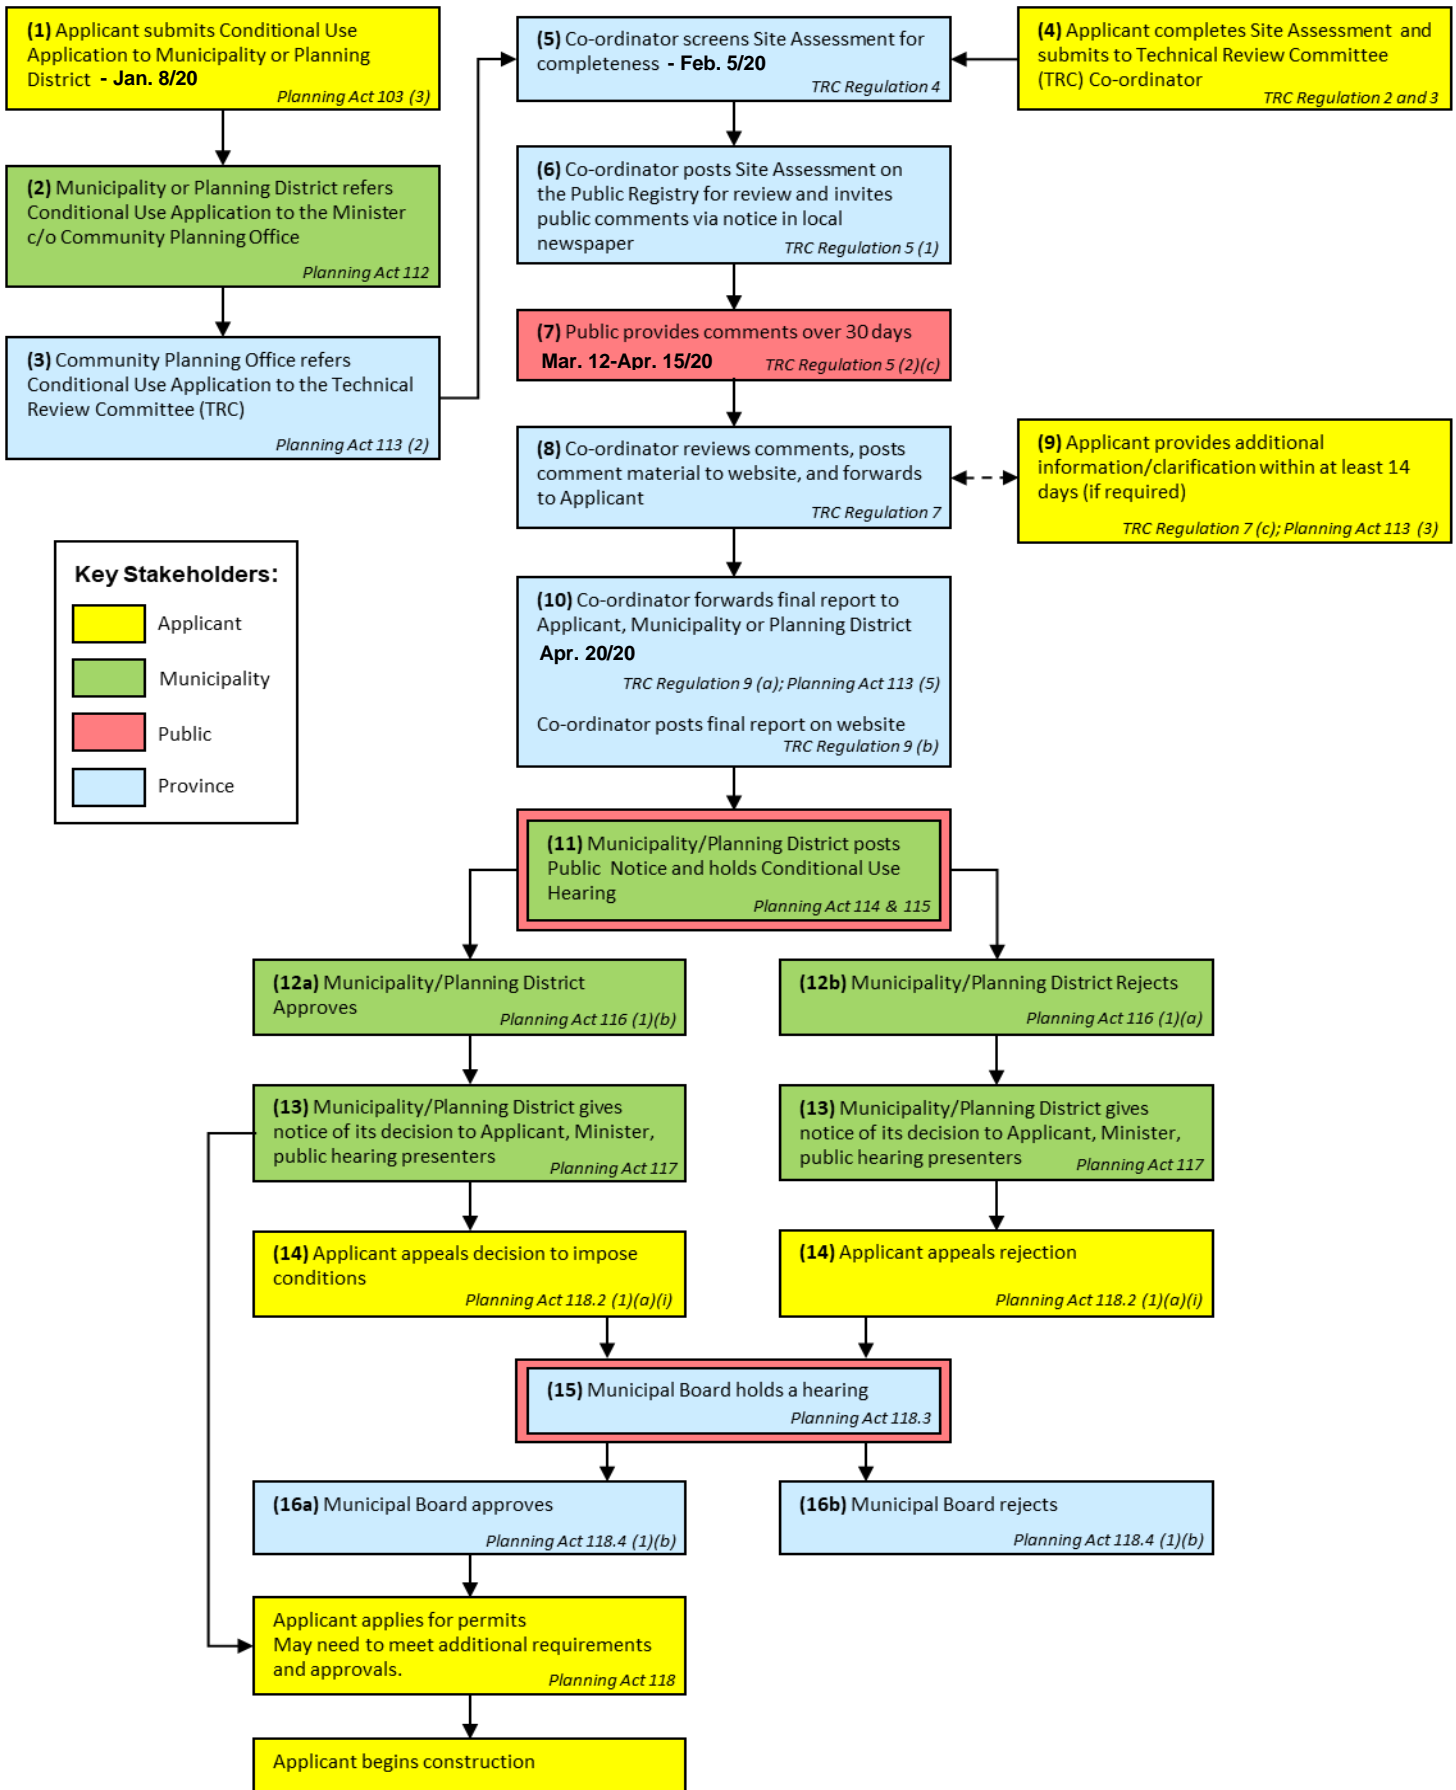 (1) Applicant submits Conditional Use
Application to Municipality or Planning
District - Jan. 8/20
Planning Act 103 (3)
(2) Municipality or Planning District refers
Conditional Use Application to the Minister
c/o Community Planning Office
Planning Act 112
(3) Community Planning Office refers
Conditional Use Application to the Technical
Review Committee (TRC)
Planning Act 113 (2)
(4) Applicant completes Site Assessment and
submits to Technical Review Committee
(TRC) Co-ordinator
TRC Regulation 2 and 3
(5) Co-ordinator screens Site Assessment for
completeness - Feb. 5/20
TRC Regulation 4
(6) Co-ordinator posts Site Assessment on
the Public Registry for review and invites
public comments via notice in local
newspaper
TRC Regulation 5 (1)
(7) Public provides comments over 30 days
Mar. 12-Apr. 15/20
TRC Regulation 5 (2)(c)
(8) Co-ordinator reviews comments, posts
comment material to website, and forwards
to Applicant
TRC Regulation 7
(9) Applicant provides additional
information/clarification within at least 14
days (if required)
TRC Regulation 7 (c); Planning Act 113 (3)
Key Stakeholders:
Applicant
Municipality
Public
Province
(10) Co-ordinator forwards final report to
Applicant, Municipality or Planning District
Apr. 20/20
TRC Regulation 9 (a); Planning Act 113 (5)
Co-ordinator posts final report on website
TRC Regulation 9 (b)
(11) Municipality/Planning District posts
Public Notice and holds Conditional Use
Hearing
Planning Act 114 & 115
(12a) Municipality/Planning District
Approves
Planning Act 116 (1)(b)
(12b) Municipality/Planning District Rejects
Planning Act 116 (1)(a)
(13) Municipality/Planning District gives
notice of its decision to Applicant, Minister,
public hearing presenters
Planning Act 117
(13) Municipality/Planning District gives
notice of its decision to Applicant, Minister,
public hearing presenters
Planning Act 117
(14) Applicant appeals decision to impose
conditions
Planning Act 118.2 (1)(a)(i)
(14) Applicant appeals rejection
Planning Act 118.2 (1)(a)(i)
(15) Municipal Board holds a hearing
Planning Act 118.3
(16a) Municipal Board approves
Planning Act 118.4 (1)(b)
(16b) Municipal Board rejects
Planning Act 118.4 (1)(b)
Applicant applies for permits
May need to meet additional requirements
and approvals.
Planning Act 118
Applicant begins construction